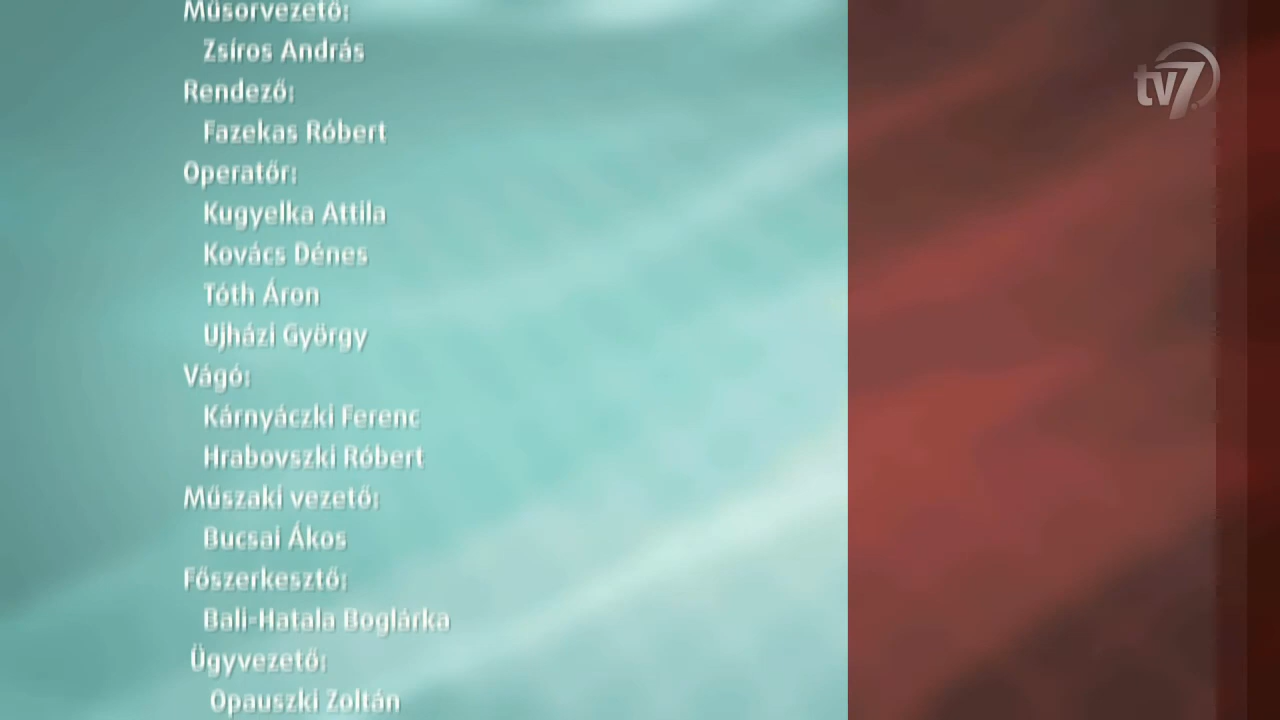 Műsorvezető:
Zsíros András
Rendező:
Fazekas Róbert
Operatőr:
Kugyelka Attila
Kovács Dénes
Tóth Áron
Ujházi György
Vágó:
Kárnyáczki Ferenc
Hrabovszki Róbert
Műszaki vezető:
Bucsai Ákos
Főszerkesztő:
Bali-Hatala Boglárka
Ügyvezető:
Opauszki Zoltán
tv7